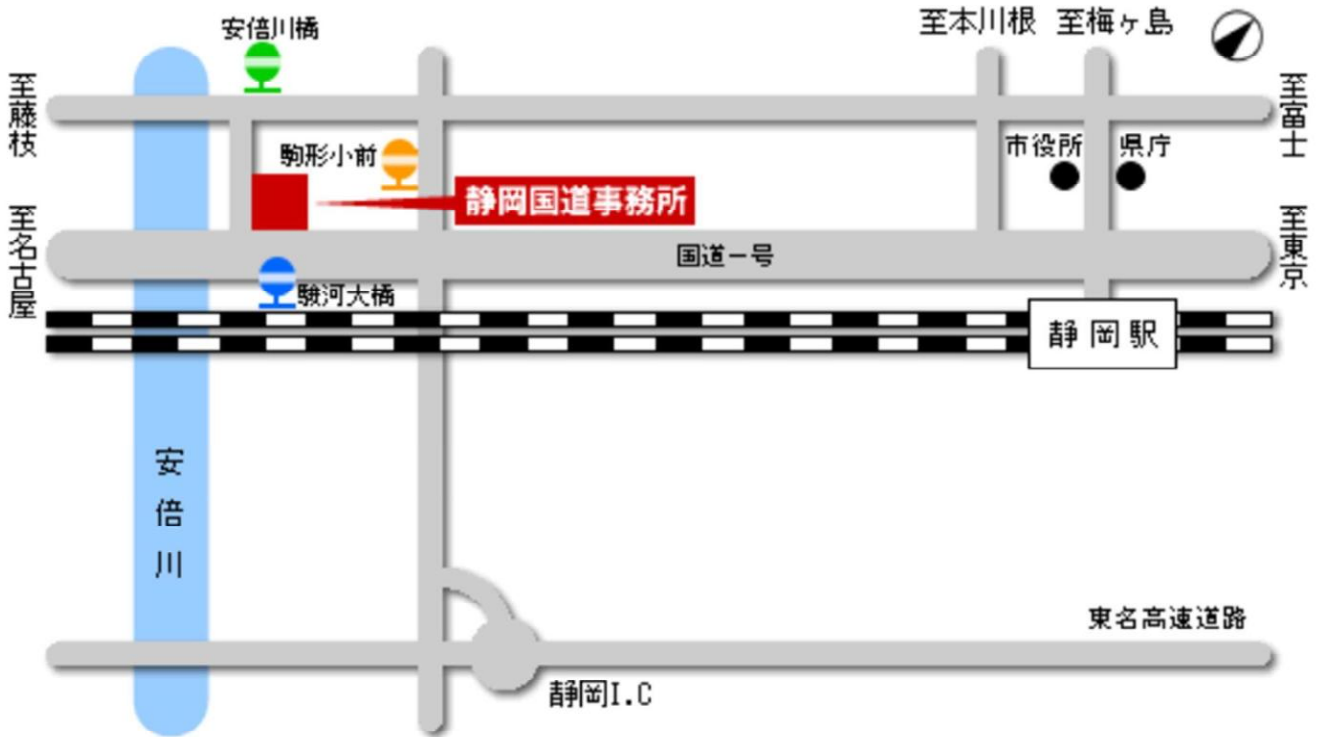 安倍川橋
至本川根
至梅ヶ島
至藤枝
至富士
駒形小前
市役所
県庁
静岡国道事務所
至名古屋
至東京
国道一号
駿河大橋
静岡駅
安倍川
東名高速道路
静岡I.C